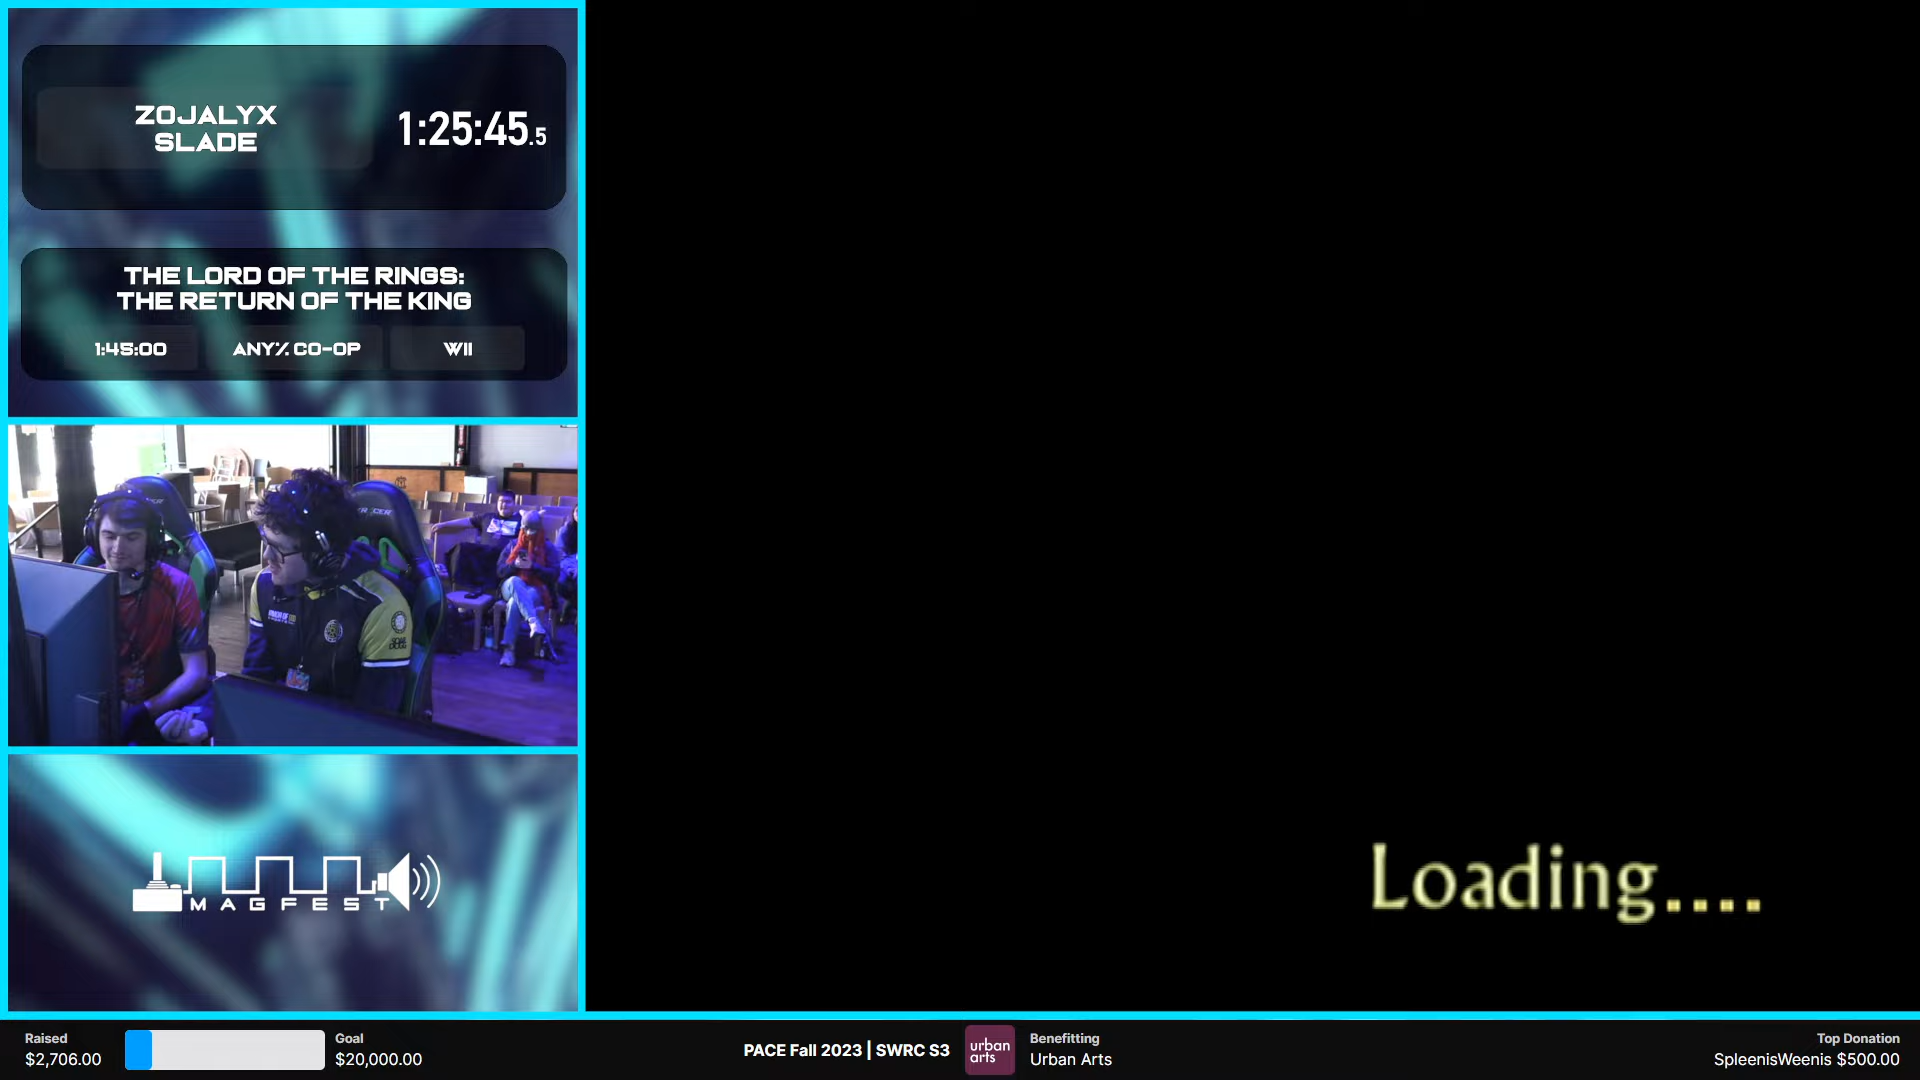 ZOJALYX
SLADE
1:25:45.5
THE LORD OF THE RINGS:
THE RETURN OF THE KING
1:45:00
ANY% CO-OP
WII
MAGFEST
Loading....
Raised
$2,706.00
Goal
$20,000.00
PACE Fall 2023 | SWRC S3
urban
arts
Benefitting
Urban Arts
Top Donation
SpleenisWeenis $500.00